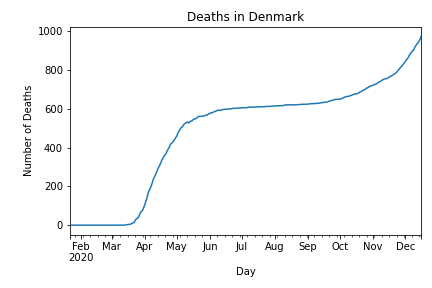 Deaths in Denmark
Number of Deaths
1000
800
600
400
200
0
Feb Mar Apr May Jun Jul Aug Sep Oct Nov Dec
2020
Day